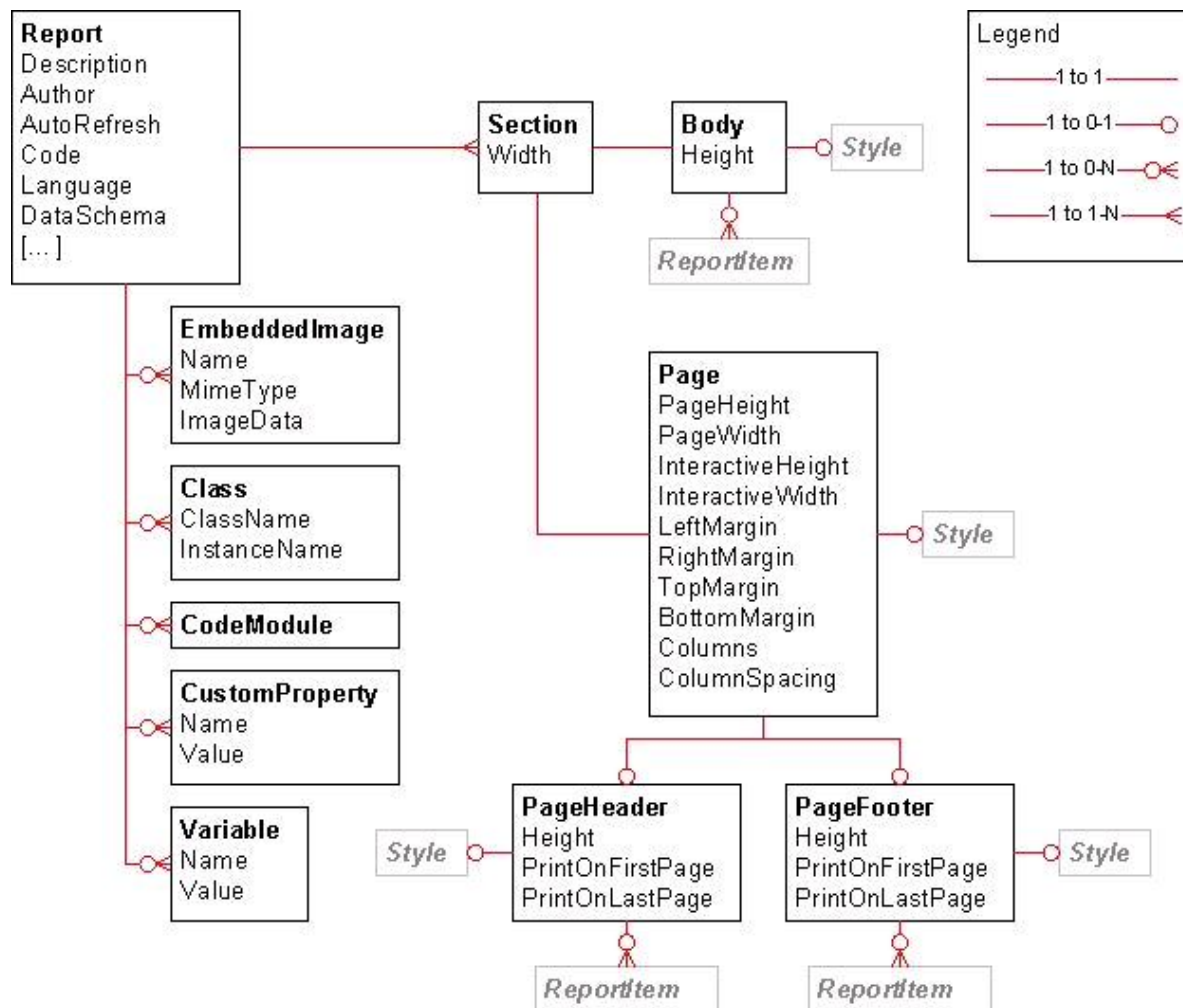 Report
Description
Author
AutoRefresh
Code
Language
DataSchema
[... ]
Section
Width
Body
Height
Style
ReportItem
Legend
1 to 1
1 to 0-1
1 to 0-N
1 to 1-N
EmbeddedImage
Name
MimeType
ImageData
Class
ClassName
InstanceName
CodeModule
CustomProperty
Name
Value
Variable
Name
Value
Page
PageHeight
PageWidth
InteractiveHeight
InteractiveWidth
LeftMargin
RightMargin
TopMargin
BottomMargin
Columns
ColumnSpacing
Style
Style
PageHeader
Height
PrintOnFirstPage
PrintOnLastPage
ReportItem
PageFooter
Height
PrintOnFirstPage
PrintOnLastPage
Style
ReportItem